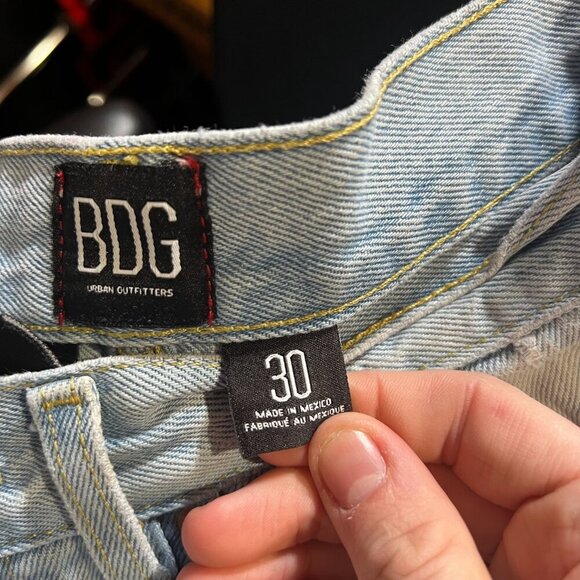 BDG
URBAN OUTFITTERS
30
MADE IN MEXICO
FABRIQUÉ AU MEXIQUE